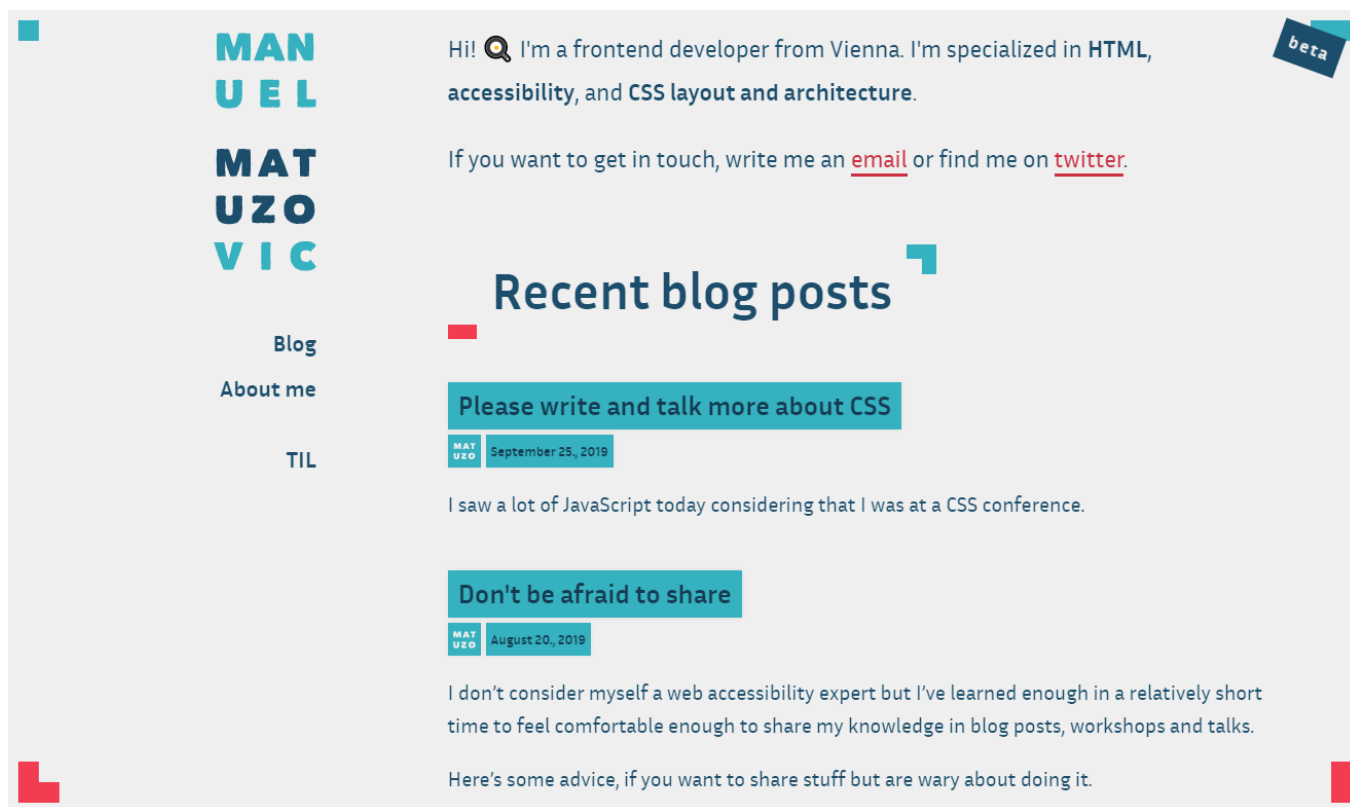 MAN
UEL
MAT
UZO
VIC
Blog
About me
TIL
beta
Hi! 🍳 I'm a frontend developer from Vienna. I'm specialized in HTML,
accessibility, and CSS layout and architecture.
If you want to get in touch, write me an email or find me on twitter.
Recent blog posts
Please write and talk more about CSS
MAT
UZO
September 25., 2019
I saw a lot of JavaScript today considering that I was at a CSS conference.
Don't be afraid to share
MAT
UZO
August 20., 2019
I don’t consider myself a web accessibility expert but I’ve learned enough in a relatively short
time to feel comfortable enough to share my knowledge in blog posts, workshops and talks.
Here’s some advice, if you want to share stuff but are wary about doing it.